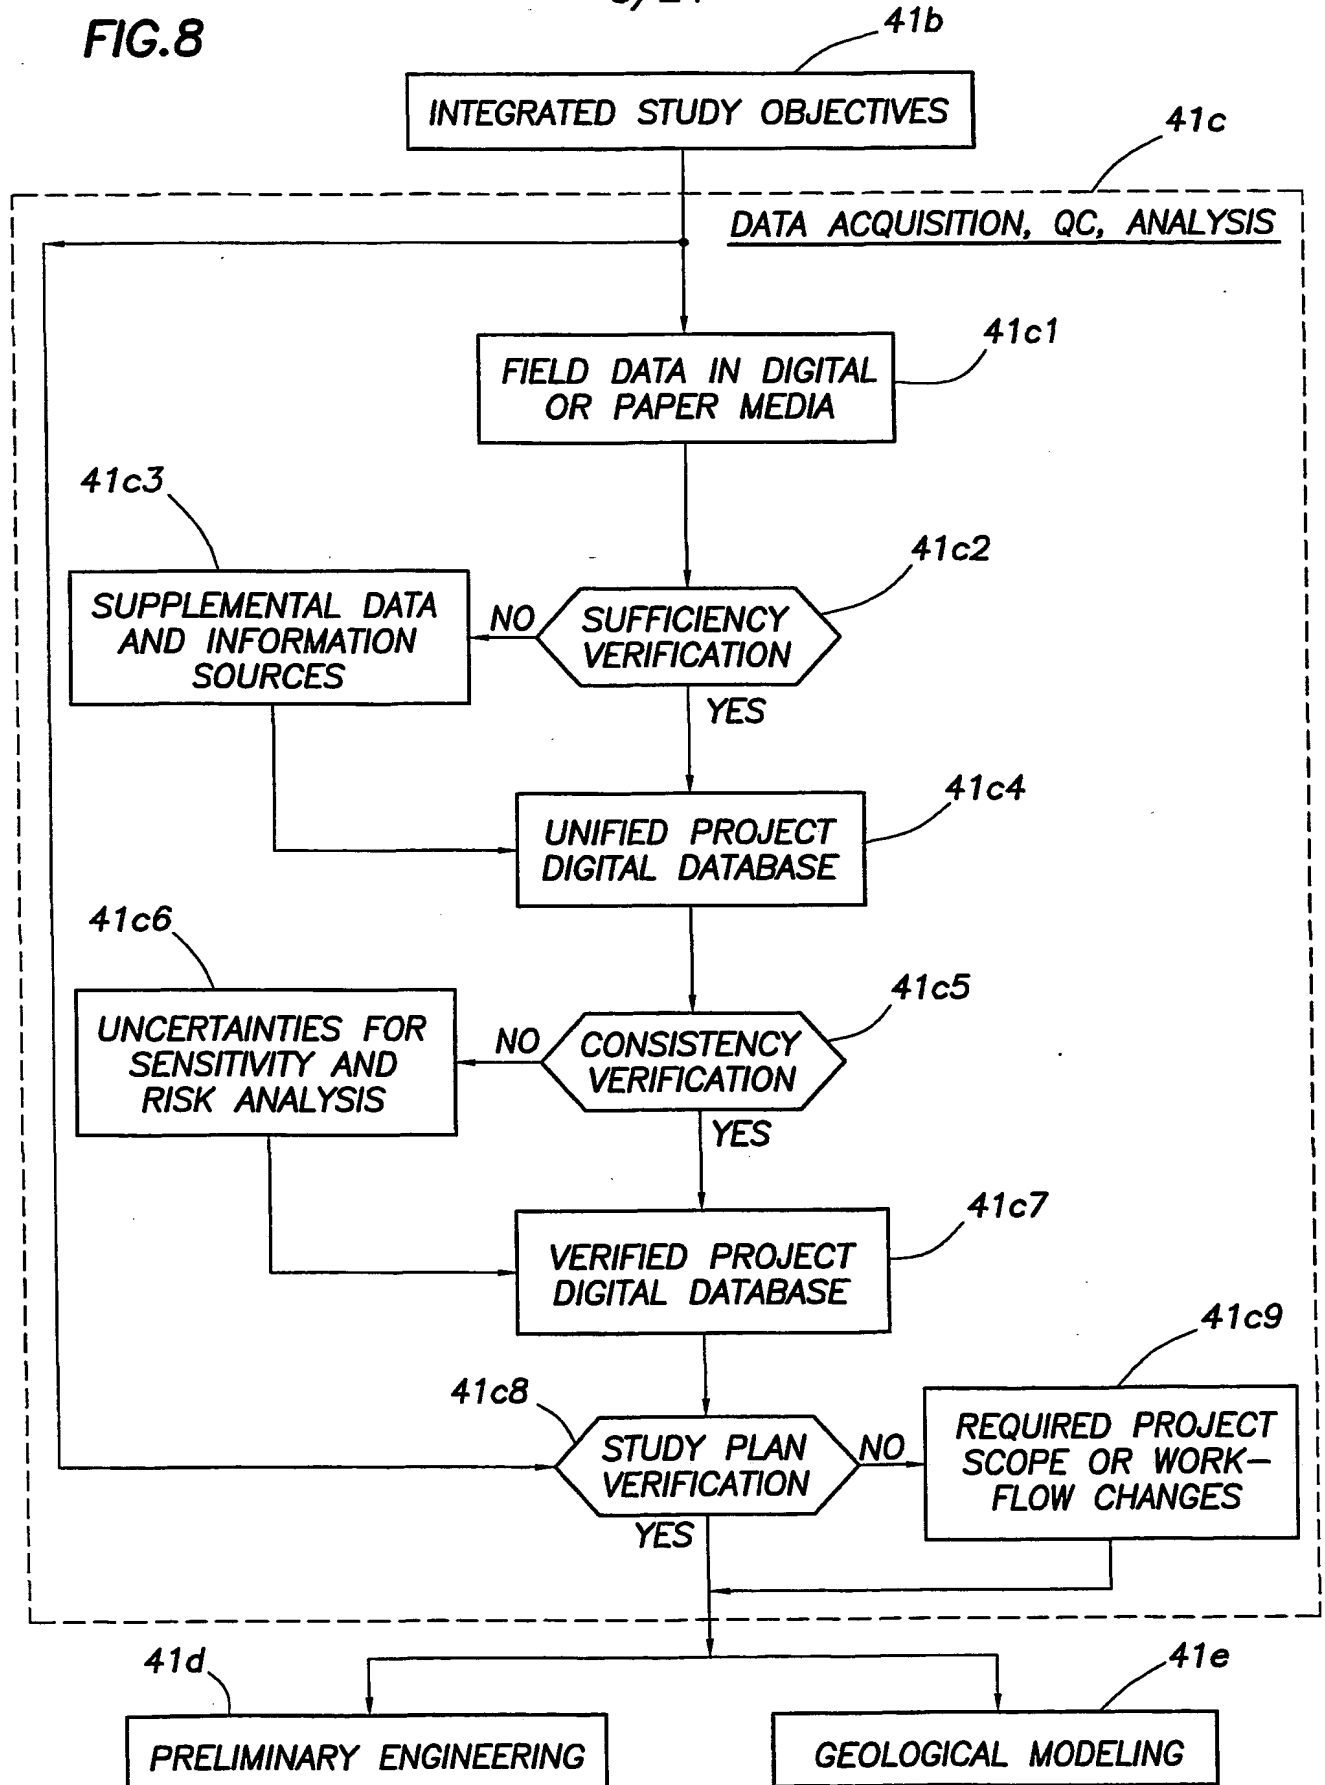 FIG.8
41b
INTEGRATED STUDY OBJECTIVES
41c
DATA ACQUISITION, QC, ANALYSIS
41c1
FIELD DATA IN DIGITAL
OR PAPER MEDIA
41c3
41c2
SUPPLEMENTAL DATA
AND INFORMATION
SOURCES
NO
SUFFICIENCY
VERIFICATION
YES
41c4
UNIFIED PROJECT
DIGITAL DATABASE
41c6
41c5
UNCERTAINTIES FOR
SENSITIVITY AND
RISK ANALYSIS
NO
CONSISTENCY
VERIFICATION
YES
41c7
VERIFIED PROJECT
DIGITAL DATABASE
41c9
41c8
STUDY PLAN
VERIFICATION
NO
REQUIRED PROJECT
SCOPE OR WORK-
FLOW CHANGES
YES
41d
41e
PRELIMINARY ENGINEERING
GEOLOGICAL MODELING